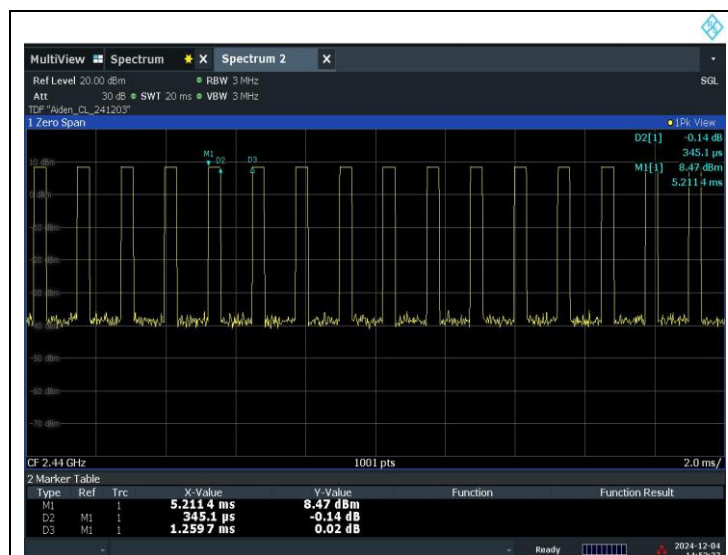 MultiView Spectrum X Spectrum 2 X
Ref Level 20.00 dBm RBW 3 MHz SGL
Att 30 dB SWT 20 ms VBW 3 MHz
TDF "Aiden_CL_241203"
1 Zero Span 1Pk View
D2[1] -0.14 dB
345.1 µs
M1[1] 8.47 dBm
5.2114 ms
M1
D2 D3
10 dBm
0 dBm
-10 dBm
-20 dBm
-30 dBm
-40 dBm
-50 dBm
-60 dBm
-70 dBm
CF 2.44 GHz 1001 pts 2.0 ms/
2 Marker Table
Type Ref Trc X-Value Y-Value Function Function Result
M1 1 5.2114 ms 8.47 dBm
D2 M1 1 345.1 µs -0.14 dB
D3 M1 1 1.2597 ms 0.02 dB
Ready 2024-12-04